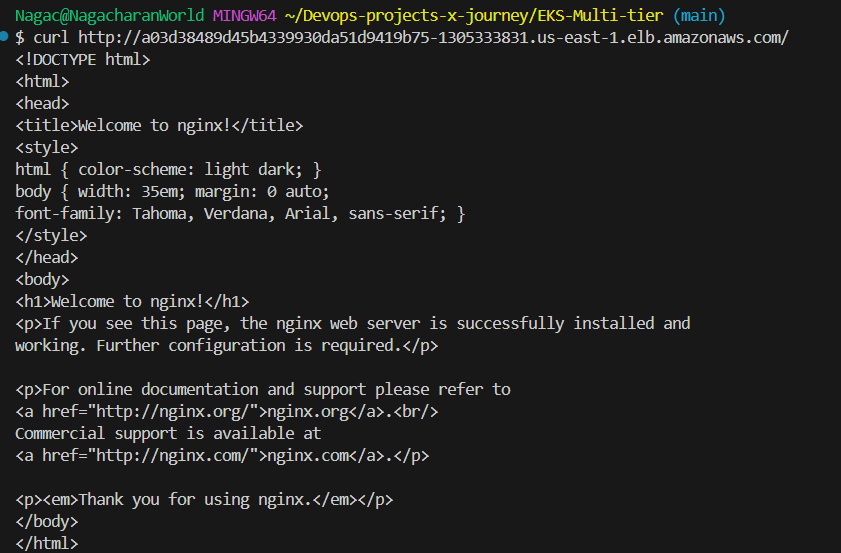 Nagac@NagacharanWorld MINGW64 ~/Devops-projects-x-journey/EKS-Multi-tier (main)
$ curl http://a03d38489d45b4339930da51d9419b75-1305333831.us-east-1.elb.amazonaws.com/
<!DOCTYPE html>
<html>
<head>
<title>Welcome to nginx!</title>
<style>
html { color-scheme: light dark; }
body { width: 35em; margin: 0 auto;
font-family: Tahoma, Verdana, Arial, sans-serif; }
</style>
</head>
<body>
<h1>Welcome to nginx!</h1>
<p>If you see this page, the nginx web server is successfully installed and
working. Further configuration is required.</p>

<p>For online documentation and support please refer to
<a href="http://nginx.org/">nginx.org</a>.<br/>
Commercial support is available at
<a href="http://nginx.com/">nginx.com</a>.</p>

<p><em>Thank you for using nginx.</em></p>
</body>
</html>